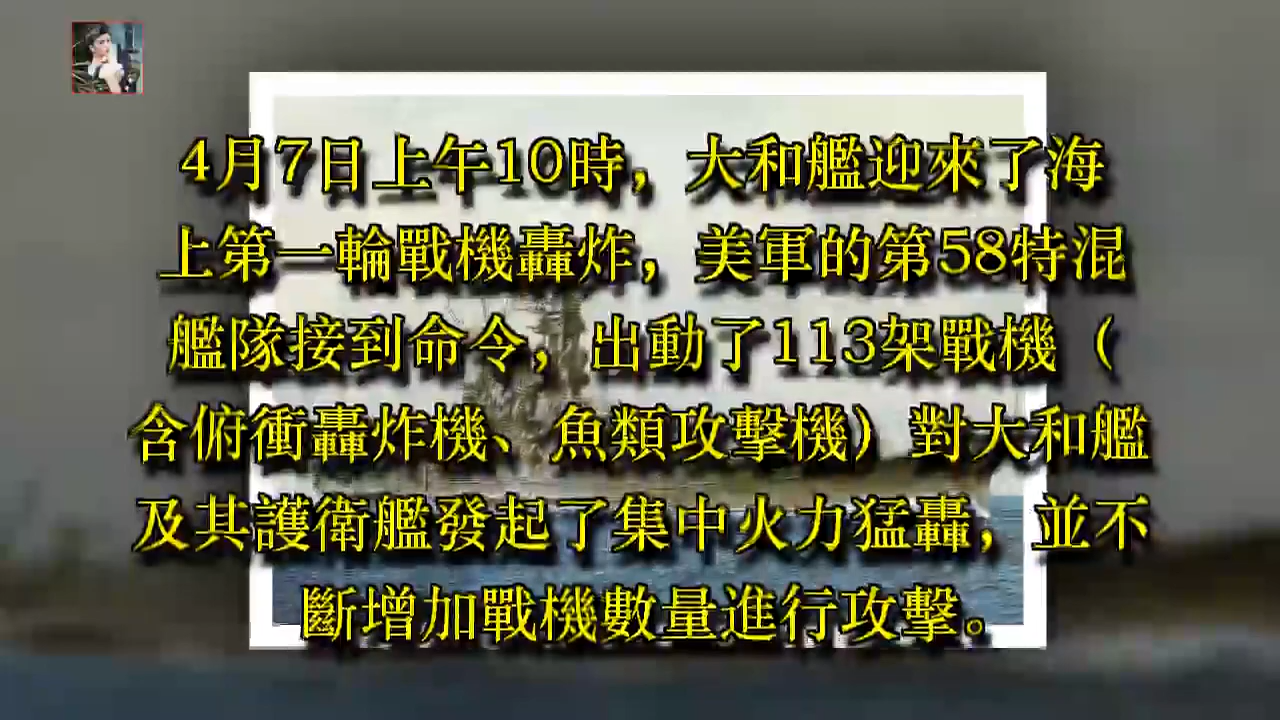 4月7日上午10時，大和艦迎來了海
上第一輪戰機轟炸，美軍的第58特混
艦隊接到命令，出動了113架戰機（
含俯衝轟炸機、魚類攻擊機）對大和艦
及其護衛艦發起了集中火力猛轟，並不
斷增加戰機數量進行攻擊。